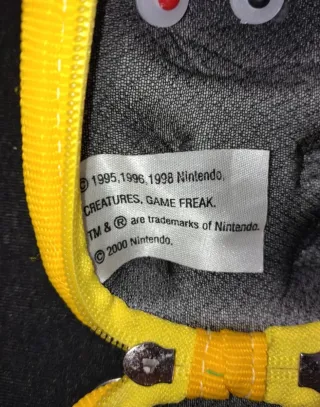 © 1995,1996,1998 Nintendo,
CREATURES, GAME FREAK.
TM & ® are trademarks of Nintendo.
© 2000 Nintendo.